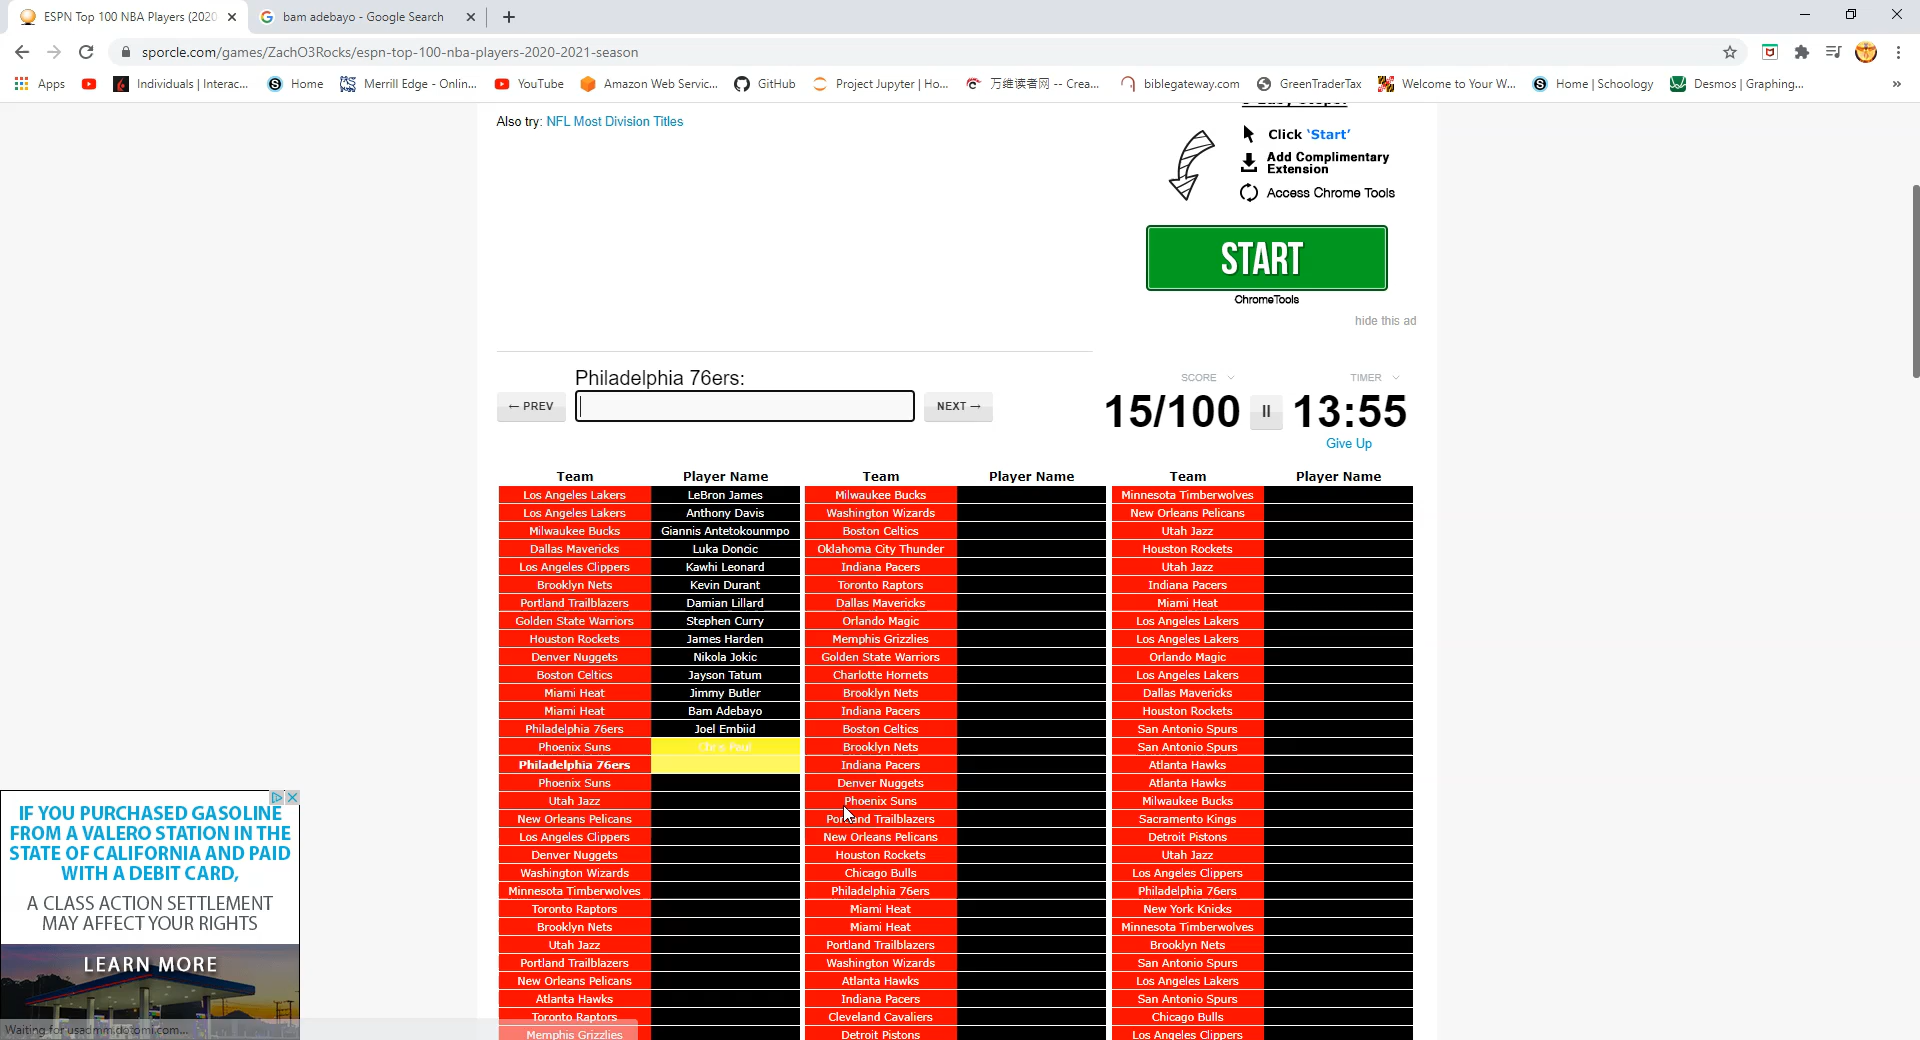 ESPN Top 100 NBA Players (2020
bam adebayo - Google Search
sporcle.com/games/ZachO3Rocks/espn-top-100-nba-players-2020-2021-season
Apps
Individuals | Interac...
Home
Merrill Edge - Onlin...
YouTube
Amazon Web Servic...
GitHub
Project Jupyter | Ho...
万维读者网 -- Crea...
biblegateway.com
GreenTraderTax
Welcome to Your W...
Home | Schoology
Desmos | Graphing...
Also try: NFL Most Division Titles
Click ‘Start’
Add Complimentary
Extension
Access Chrome Tools
START
ChromeTools
hide this ad
Philadelphia 76ers:
← PREV
NEXT →
SCORE
TIMER
15/100
13:55
Give Up
Team Player Name Team Player Name Team Player Name
Los Angeles Lakers LeBron James Milwaukee Bucks Minnesota Timberwolves
Los Angeles Lakers Anthony Davis Washington Wizards New Orleans Pelicans
Milwaukee Bucks Giannis Antetokounmpo Boston Celtics Utah Jazz
Dallas Mavericks Luka Doncic Oklahoma City Thunder Houston Rockets
Los Angeles Clippers Kawhi Leonard Indiana Pacers Utah Jazz
Brooklyn Nets Kevin Durant Toronto Raptors Indiana Pacers
Portland Trailblazers Damian Lillard Dallas Mavericks Miami Heat
Golden State Warriors Stephen Curry Orlando Magic Los Angeles Lakers
Houston Rockets James Harden Memphis Grizzlies Los Angeles Lakers
Denver Nuggets Nikola Jokic Golden State Warriors Orlando Magic
Boston Celtics Jayson Tatum Charlotte Hornets Los Angeles Lakers
Miami Heat Jimmy Butler Brooklyn Nets Dallas Mavericks
Miami Heat Bam Adebayo Indiana Pacers Houston Rockets
Philadelphia 76ers Joel Embiid Boston Celtics San Antonio Spurs
Phoenix Suns Chris Paul Brooklyn Nets San Antonio Spurs
Philadelphia 76ers Indiana Pacers Atlanta Hawks
Phoenix Suns Denver Nuggets Atlanta Hawks
Utah Jazz Phoenix Suns Milwaukee Bucks
New Orleans Pelicans Portland Trailblazers Sacramento Kings
Los Angeles Clippers New Orleans Pelicans Detroit Pistons
Denver Nuggets Houston Rockets Utah Jazz
Washington Wizards Chicago Bulls Los Angeles Clippers
Minnesota Timberwolves Philadelphia 76ers Philadelphia 76ers
Toronto Raptors Miami Heat New York Knicks
Brooklyn Nets Miami Heat Minnesota Timberwolves
Utah Jazz Portland Trailblazers Brooklyn Nets
Portland Trailblazers Washington Wizards San Antonio Spurs
New Orleans Pelicans Atlanta Hawks Los Angeles Lakers
Atlanta Hawks Indiana Pacers San Antonio Spurs
Toronto Raptors Cleveland Cavaliers Chicago Bulls
Memphis Grizzlies Detroit Pistons Los Angeles Clippers
IF YOU PURCHASED GASOLINE
FROM A VALERO STATION IN THE
STATE OF CALIFORNIA AND PAID
WITH A DEBIT CARD,
A CLASS ACTION SETTLEMENT
MAY AFFECT YOUR RIGHTS
LEARN MORE
Waiting for usadmm.dotomi.com...